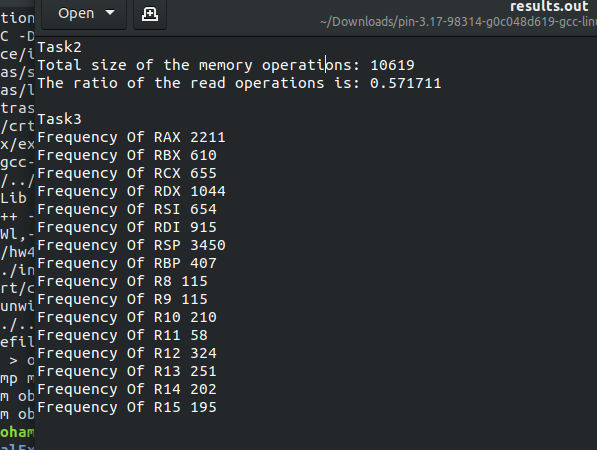 Open
results.out
~/Downloads/pin-3.17-98314-g0c048d619-gcc-linu
Task2
Total size of the memory operations: 10619
The ratio of the read operations is: 0.571711
Task3
Frequency Of RAX 2211
Frequency Of RBX 610
Frequency Of RCX 655
Frequency Of RDX 1044
Frequency Of RSI 654
Frequency Of RDI 915
Frequency Of RSP 3450
Frequency Of RBP 407
Frequency Of R8 115
Frequency Of R9 115
Frequency Of R10 210
Frequency Of R11 58
Frequency Of R12 324
Frequency Of R13 251
Frequency Of R14 202
Frequency Of R15 195
tion
C -D
ce/i
as/s
as/l
tras
/crt
x/ex
gcc-
/../
Lib
++ -
Wl,-
/hw4
./in
rt/c
unwi
./..
efil
> o
mp m
m ob
m ob
oham
alEx